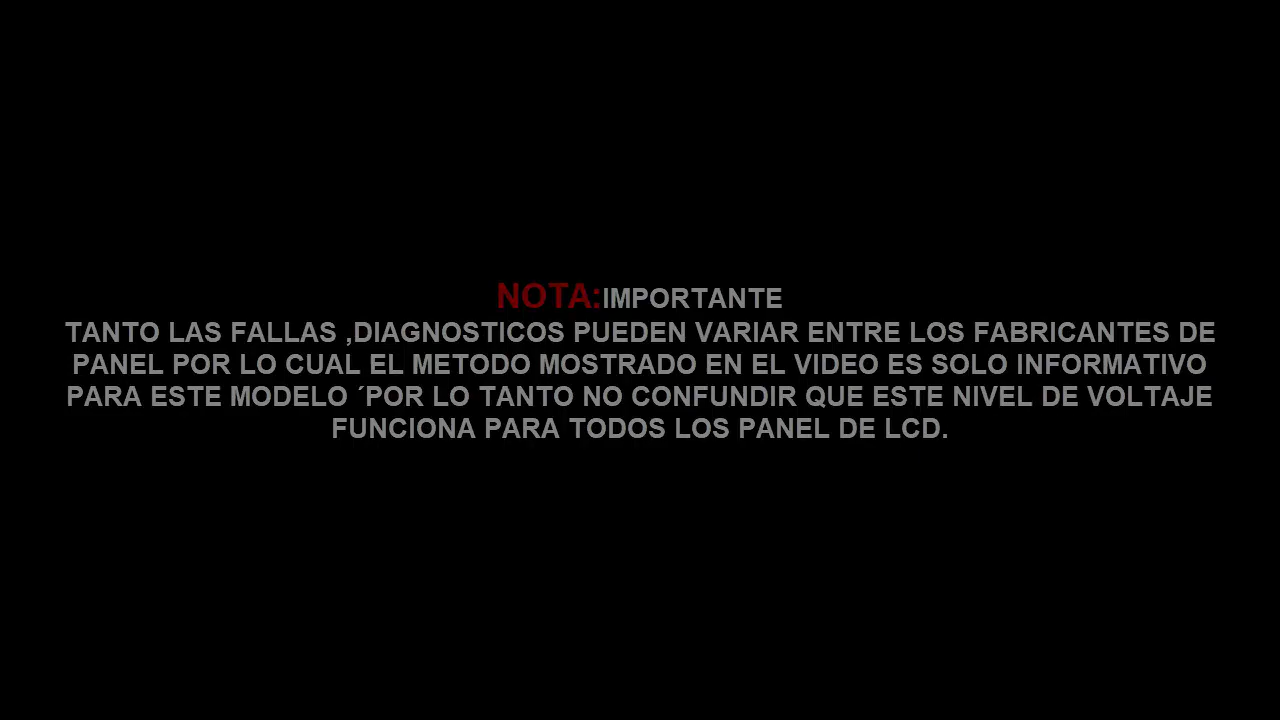 NOTA:IMPORTANTE
TANTO LAS FALLAS ,DIAGNOSTICOS PUEDEN VARIAR ENTRE LOS FABRICANTES DE
PANEL POR LO CUAL EL METODO MOSTRADO EN EL VIDEO ES SOLO INFORMATIVO
PARA ESTE MODELO ´POR LO TANTO NO CONFUNDIR QUE ESTE NIVEL DE VOLTAJE
FUNCIONA PARA TODOS LOS PANEL DE LCD.